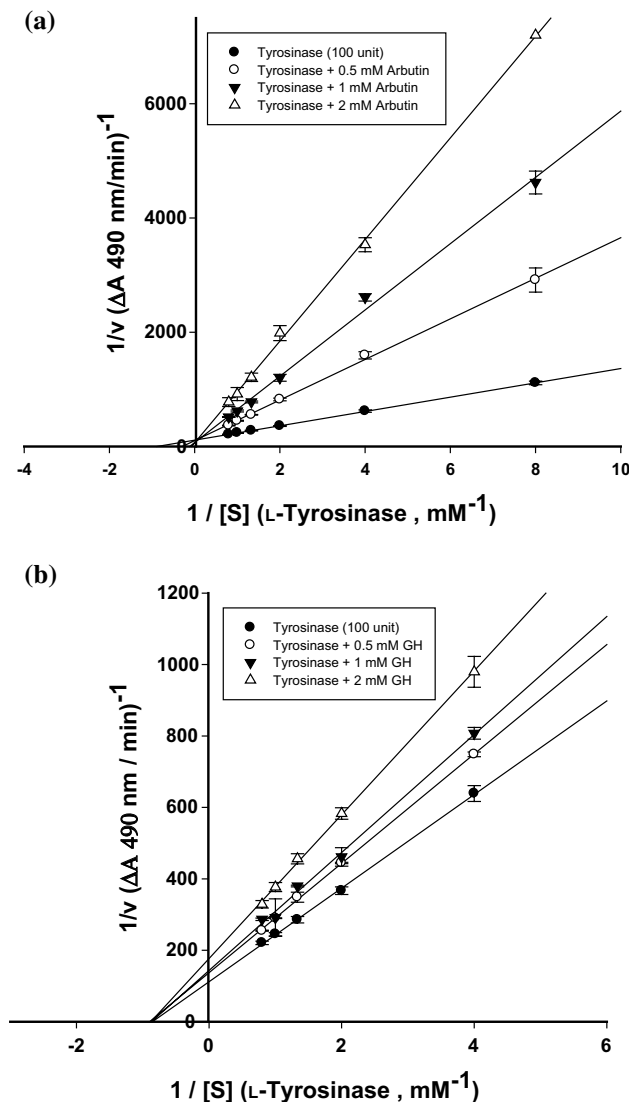 (a)
Tyrosinase (100 unit)
Tyrosinase + 0.5 mM Arbutin
Tyrosinase + 1 mM Arbutin
Tyrosinase + 2 mM Arbutin
6000
4000
2000
0
1/v (ΔA 490 nm/min)⁻¹
-4 -2 0 2 4 6 8 10
1 / [S] (L-Tyrosinase , mM⁻¹)
(b)
1200
Tyrosinase (100 unit)
Tyrosinase + 0.5 mM GH
Tyrosinase + 1 mM GH
Tyrosinase + 2 mM GH
1000
800
600
400
200
0
1/v (ΔA 490 nm / min)⁻¹
-2 0 2 4 6
1 / [S] (L-Tyrosinase , mM⁻¹)